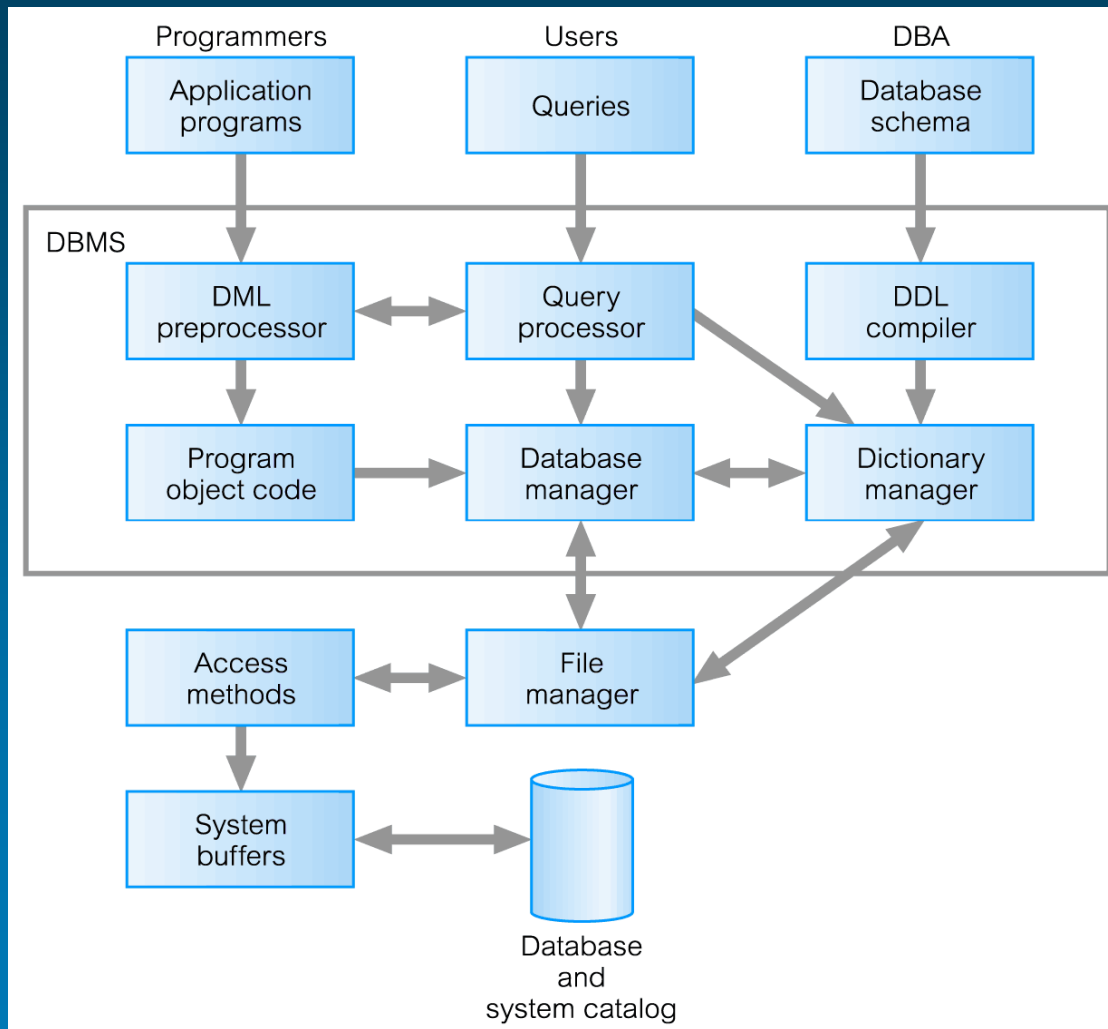 Programmers
Users
DBA
Application
programs
Queries
Database
schema
DBMS
DML
preprocessor
Query
processor
DDL
compiler
Program
object code
Database
manager
Dictionary
manager
Access
methods
File
manager
System
buffers
Database
and
system catalog